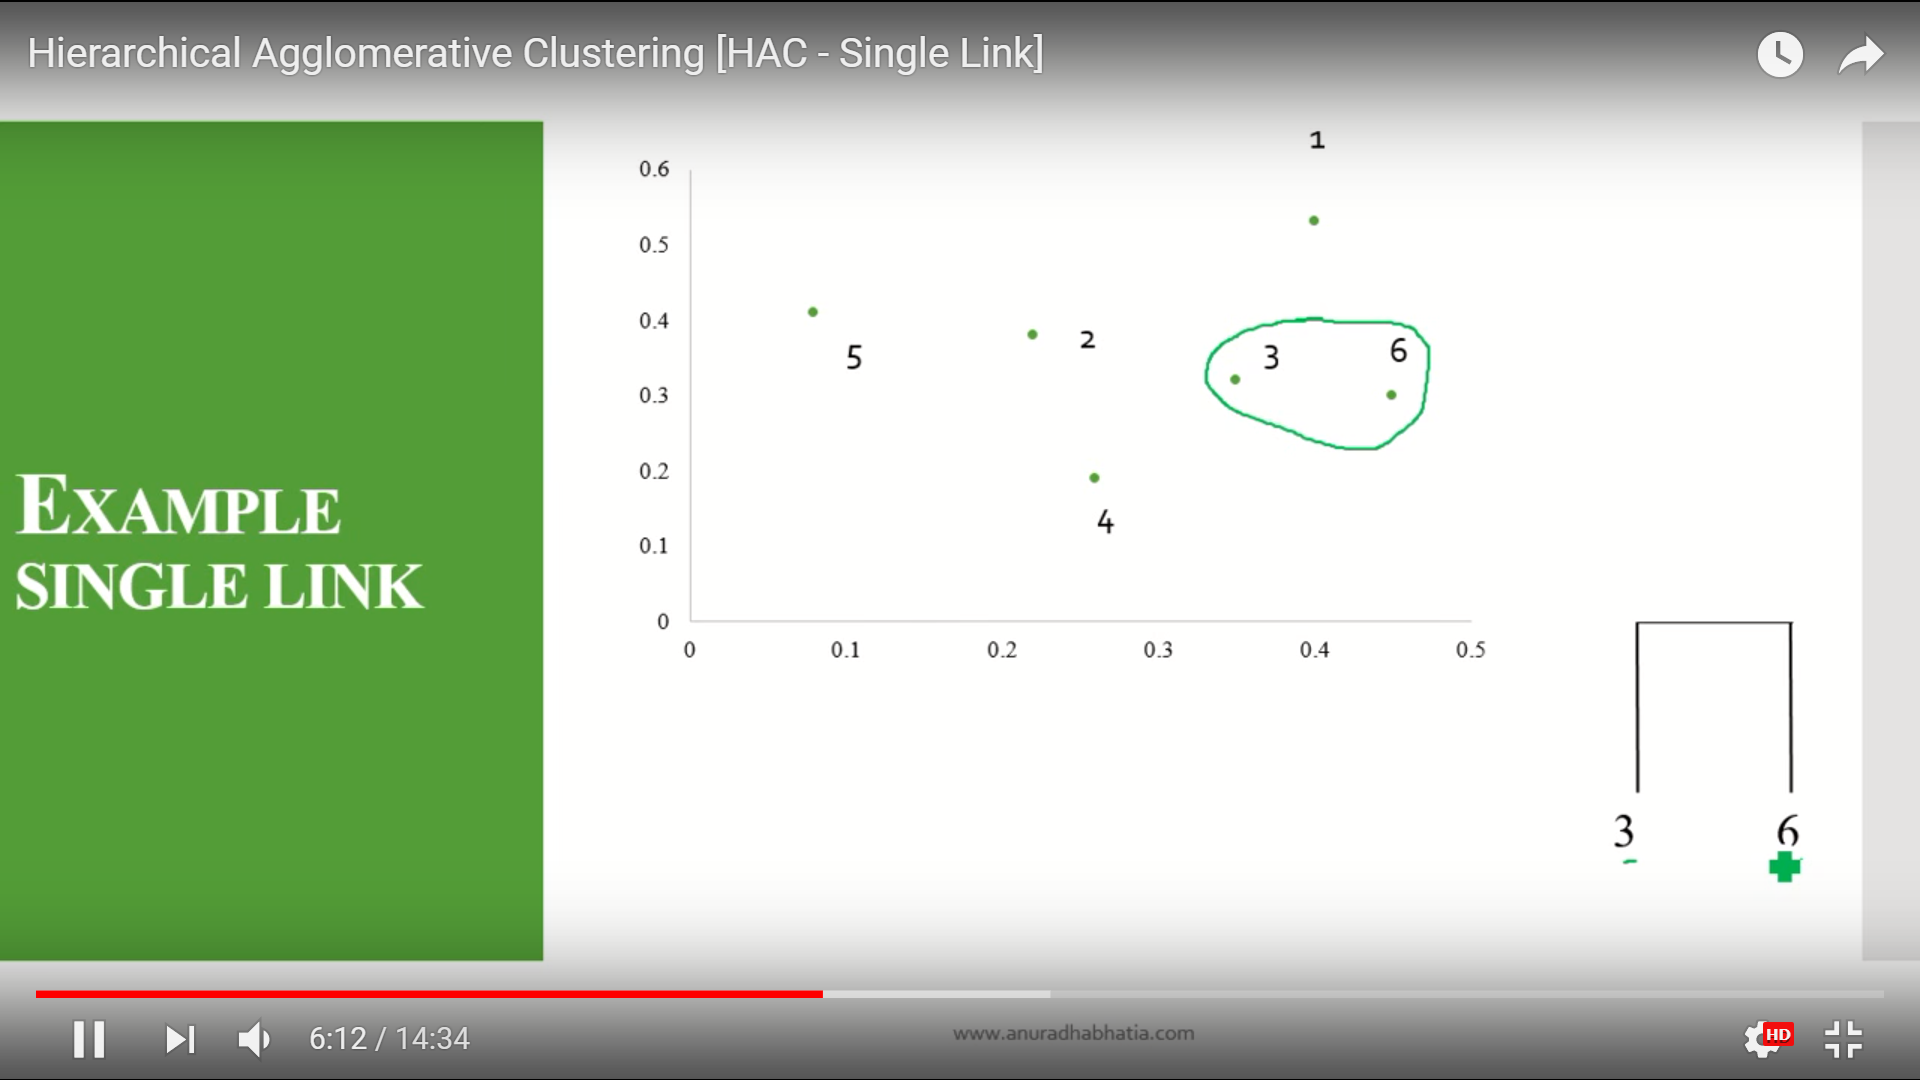 Hierarchical Agglomerative Clustering [HAC - Single Link]
EXAMPLE
SINGLE LINK
1
0.6
0.5
0.4
5
2
3
6
0.3
0.2
4
0.1
0
0 0.1 0.2 0.3 0.4 0.5
3 6
6:12 / 14:34
www.anuradhabhatia.com
HD